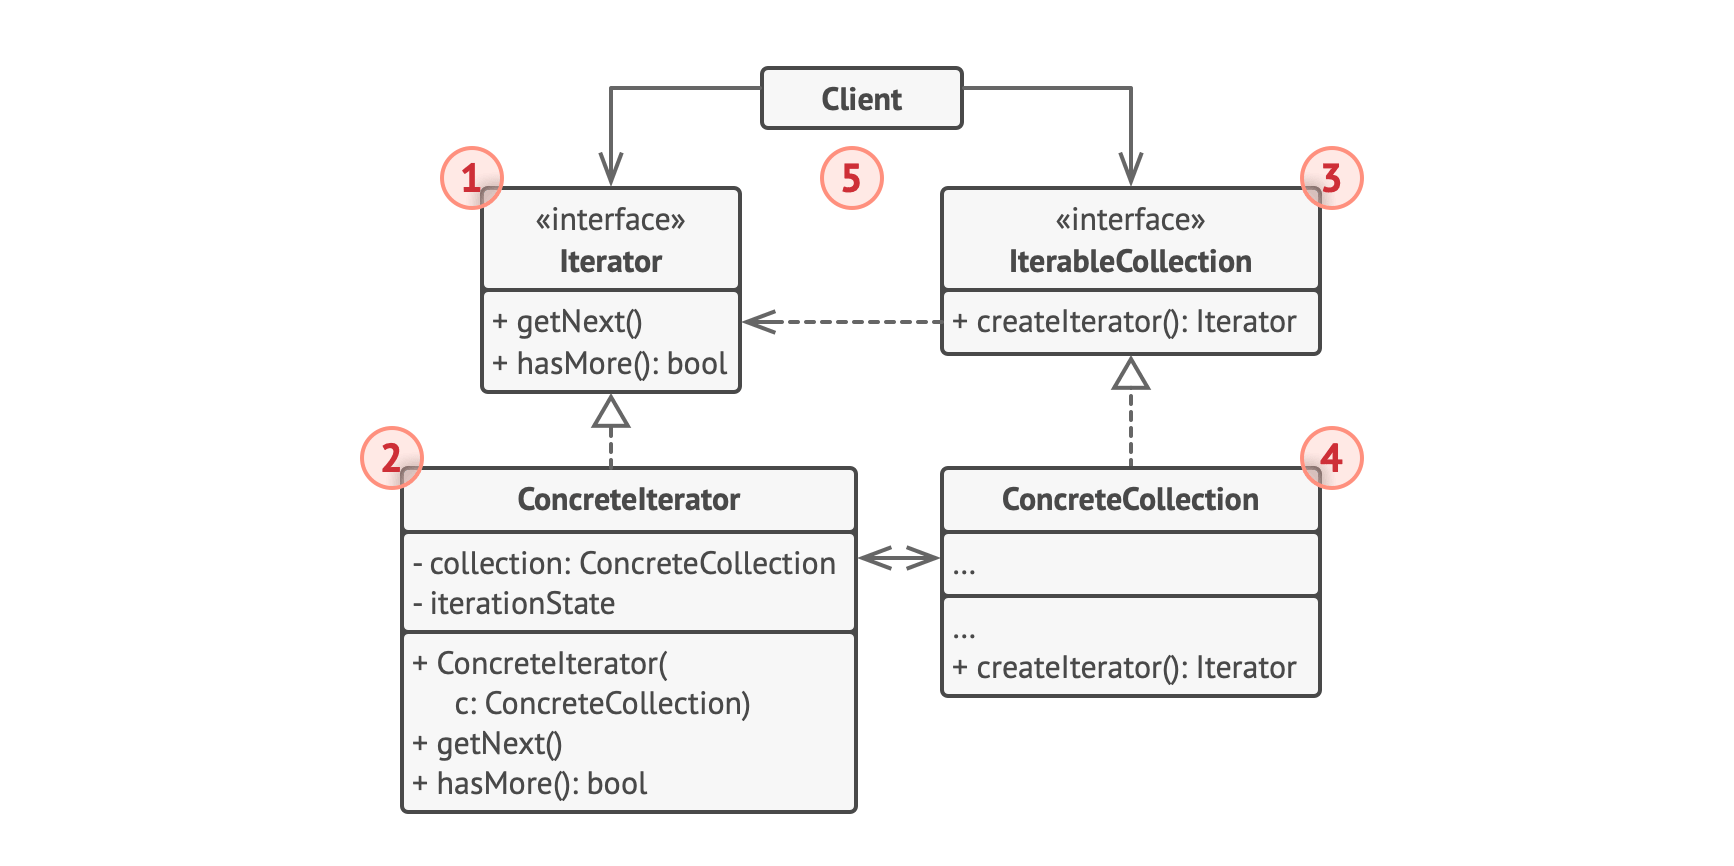 Client
1
5
3
«interface»
Iterator
+ getNext()
+ hasMore(): bool
«interface»
IterableCollection
+ createIterator(): Iterator
2
ConcreteIterator
- collection: ConcreteCollection
- iterationState
+ ConcreteIterator(
c: ConcreteCollection)
+ getNext()
+ hasMore(): bool
4
ConcreteCollection
...
...
+ createIterator(): Iterator